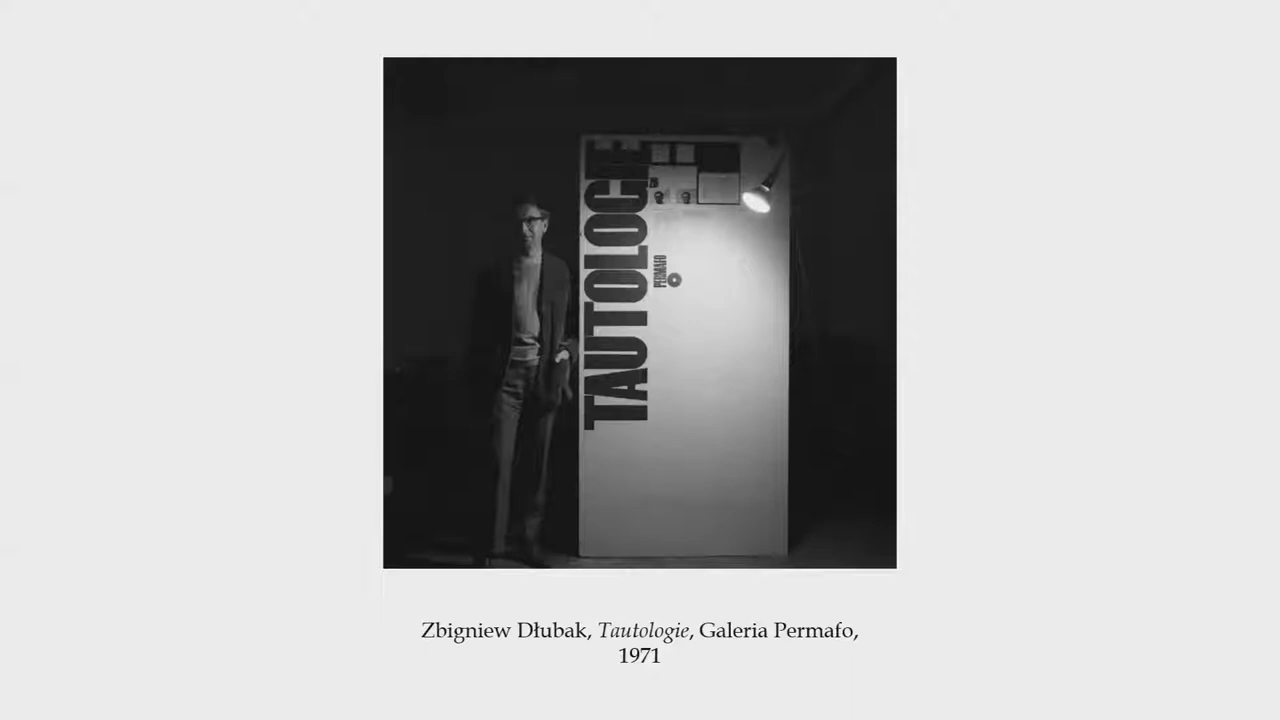 TAUTOLOGIE
PERMAFO
Zbigniew Dłubak, Tautologie, Galeria Permafo,
1971